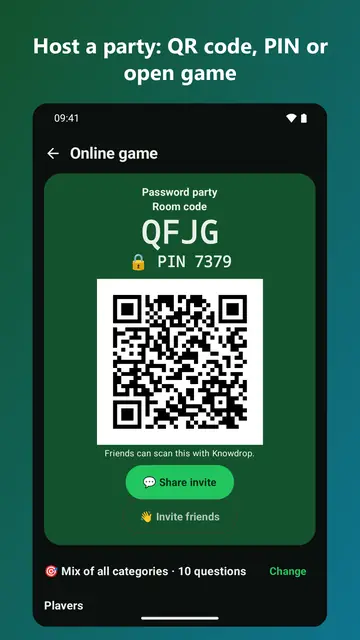 Host a party: QR code, PIN or
open game
09:41
Online game
Password party
Room code
QFJG
🔒 PIN 7379
Friends can scan this with Knowdrop.
💬 Share invite
👋 Invite friends
🎯 Mix of all categories · 10 questions
Change
Players